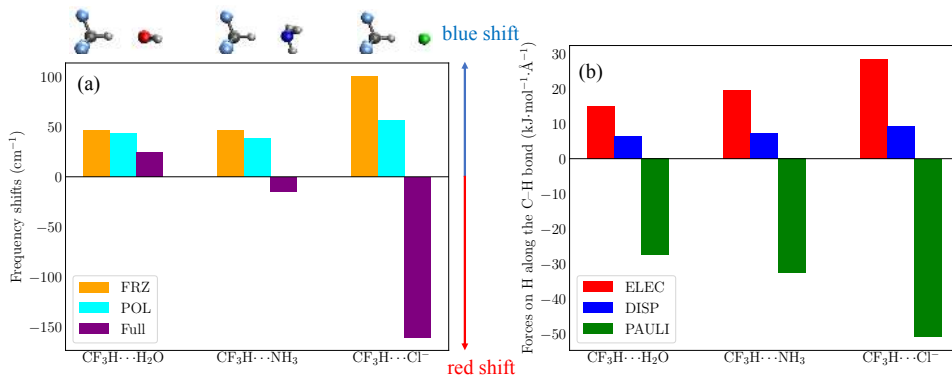 blue shift
(a)
Frequency shifts (cm⁻¹)
100
50
0
−50
−100
−150
FRZ
POL
Full
CF₃H⋯H₂O
CF₃H⋯NH₃
CF₃H⋯Cl⁻
red shift
(b)
Forces on H along the C–H bond (kJ·mol⁻¹·Å⁻¹)
30
20
10
0
−10
−20
−30
−40
−50
ELEC
DISP
PAULI
CF₃H⋯H₂O
CF₃H⋯NH₃
CF₃H⋯Cl⁻